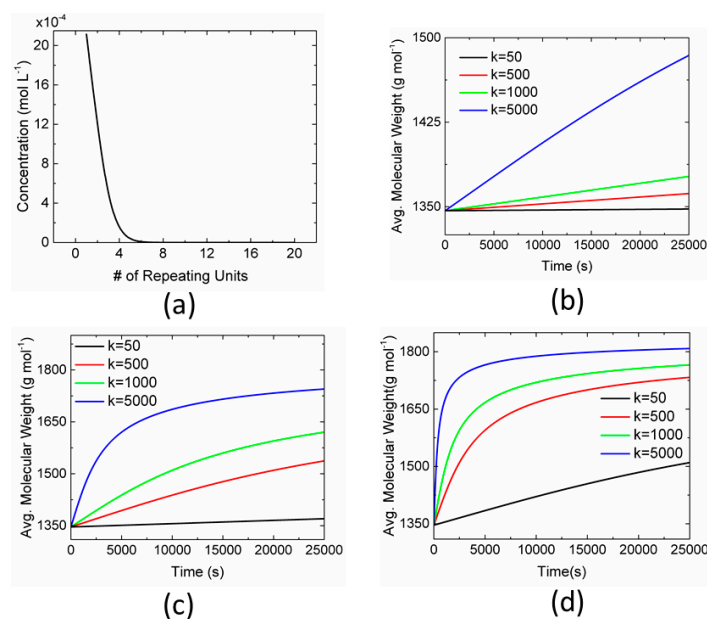 ×10⁻⁴
20
16
12
8
4
0
Concentration (mol L⁻¹)
0 4 8 12 16 20
# of Repeating Units
(a)
1500
1425
1350
Avg. Molecular Weight (g mol⁻¹)
k=50
k=500
k=1000
k=5000
0 5000 10000 15000 20000 25000
Time (s)
(b)
1800
1650
1500
1350
Avg. Molecular Weight (g mol⁻¹)
k=50
k=500
k=1000
k=5000
0 5000 10000 15000 20000 25000
Time (s)
(c)
1800
1650
1500
1350
Avg. Molecular Weight(g mol⁻¹)
k=50
k=500
k=1000
k=5000
0 5000 10000 15000 20000 25000
Time(s)
(d)